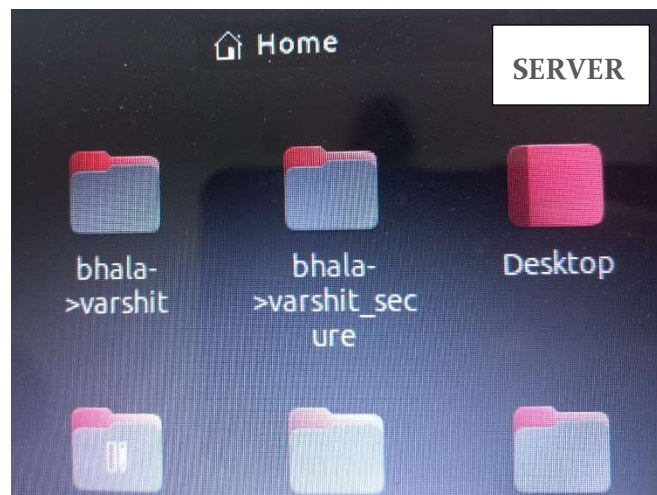 Home
SERVER
bhala-
>varshit
bhala-
>varshit_sec
ure
Desktop